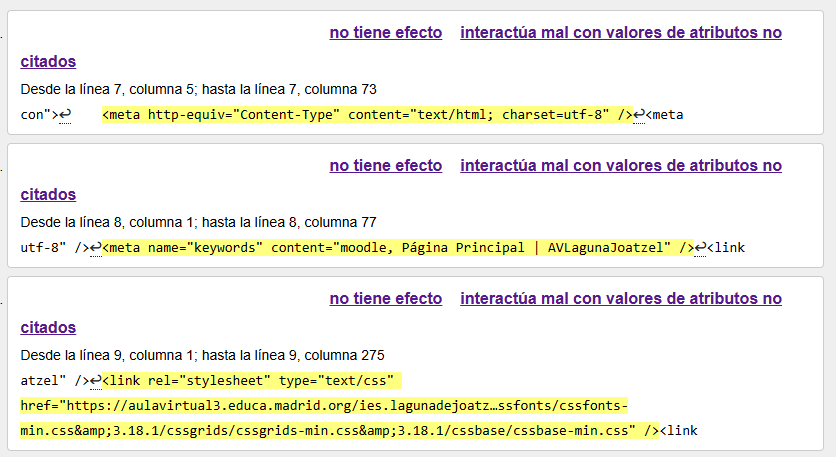 no tiene efecto interactúa mal con valores de atributos no
citados
Desde la línea 7, columna 5; hasta la línea 7, columna 73
con">↩ <meta http-equiv="Content-Type" content="text/html; charset=utf-8" />↩<meta
no tiene efecto interactúa mal con valores de atributos no
citados
Desde la línea 8, columna 1; hasta la línea 8, columna 77
utf-8" />↩<meta name="keywords" content="moodle, Página Principal | AVLagunaJoatzel" />↩<link
no tiene efecto interactúa mal con valores de atributos no
citados
Desde la línea 9, columna 1; hasta la línea 9, columna 275
atzel" />↩<link rel="stylesheet" type="text/css"
href="https://aulavirtual3.educa.madrid.org/ies.lagunadejoatz…ssfonts/cssfonts-
min.css&amp;3.18.1/cssgrids/cssgrids-min.css&amp;3.18.1/cssbase/cssbase-min.css" /><link